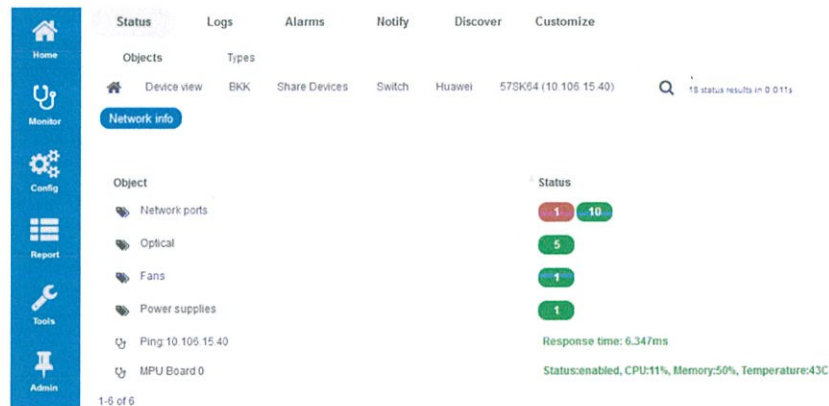 Home
Monitor
Config
Report
Tools
Admin
Status Logs Alarms Notify Discover Customize
Objects Types
Device view BKK Share Devices Switch Huawei 57SK64 (10.106.15.40) 18 status results in 0.011s
Network info
Object Status
Network ports 1 10
Optical 5
Fans 1
Power supplies 1
Ping:10.106.15.40 Response time: 6.347ms
MPU Board 0 Status:enabled, CPU:11%, Memory:50%, Temperature:43C
1-6 of 6